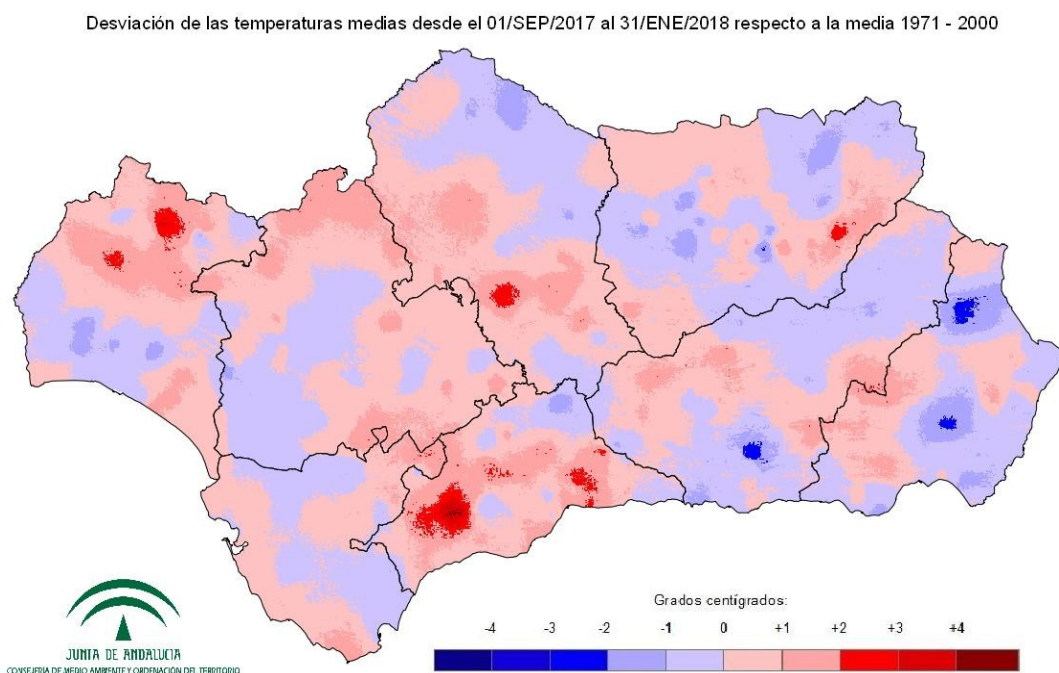 Desviación de las temperaturas medias desde el 01/SEP/2017 al 31/ENE/2018 respecto a la media 1971 - 2000
Grados centígrados:
-4 -3 -2 -1 0 +1 +2 +3 +4
JUNTA DE ANDALUCIA
CONSEJERÍA DE MEDIO AMBIENTE Y ORDENACIÓN DEL TERRITORIO